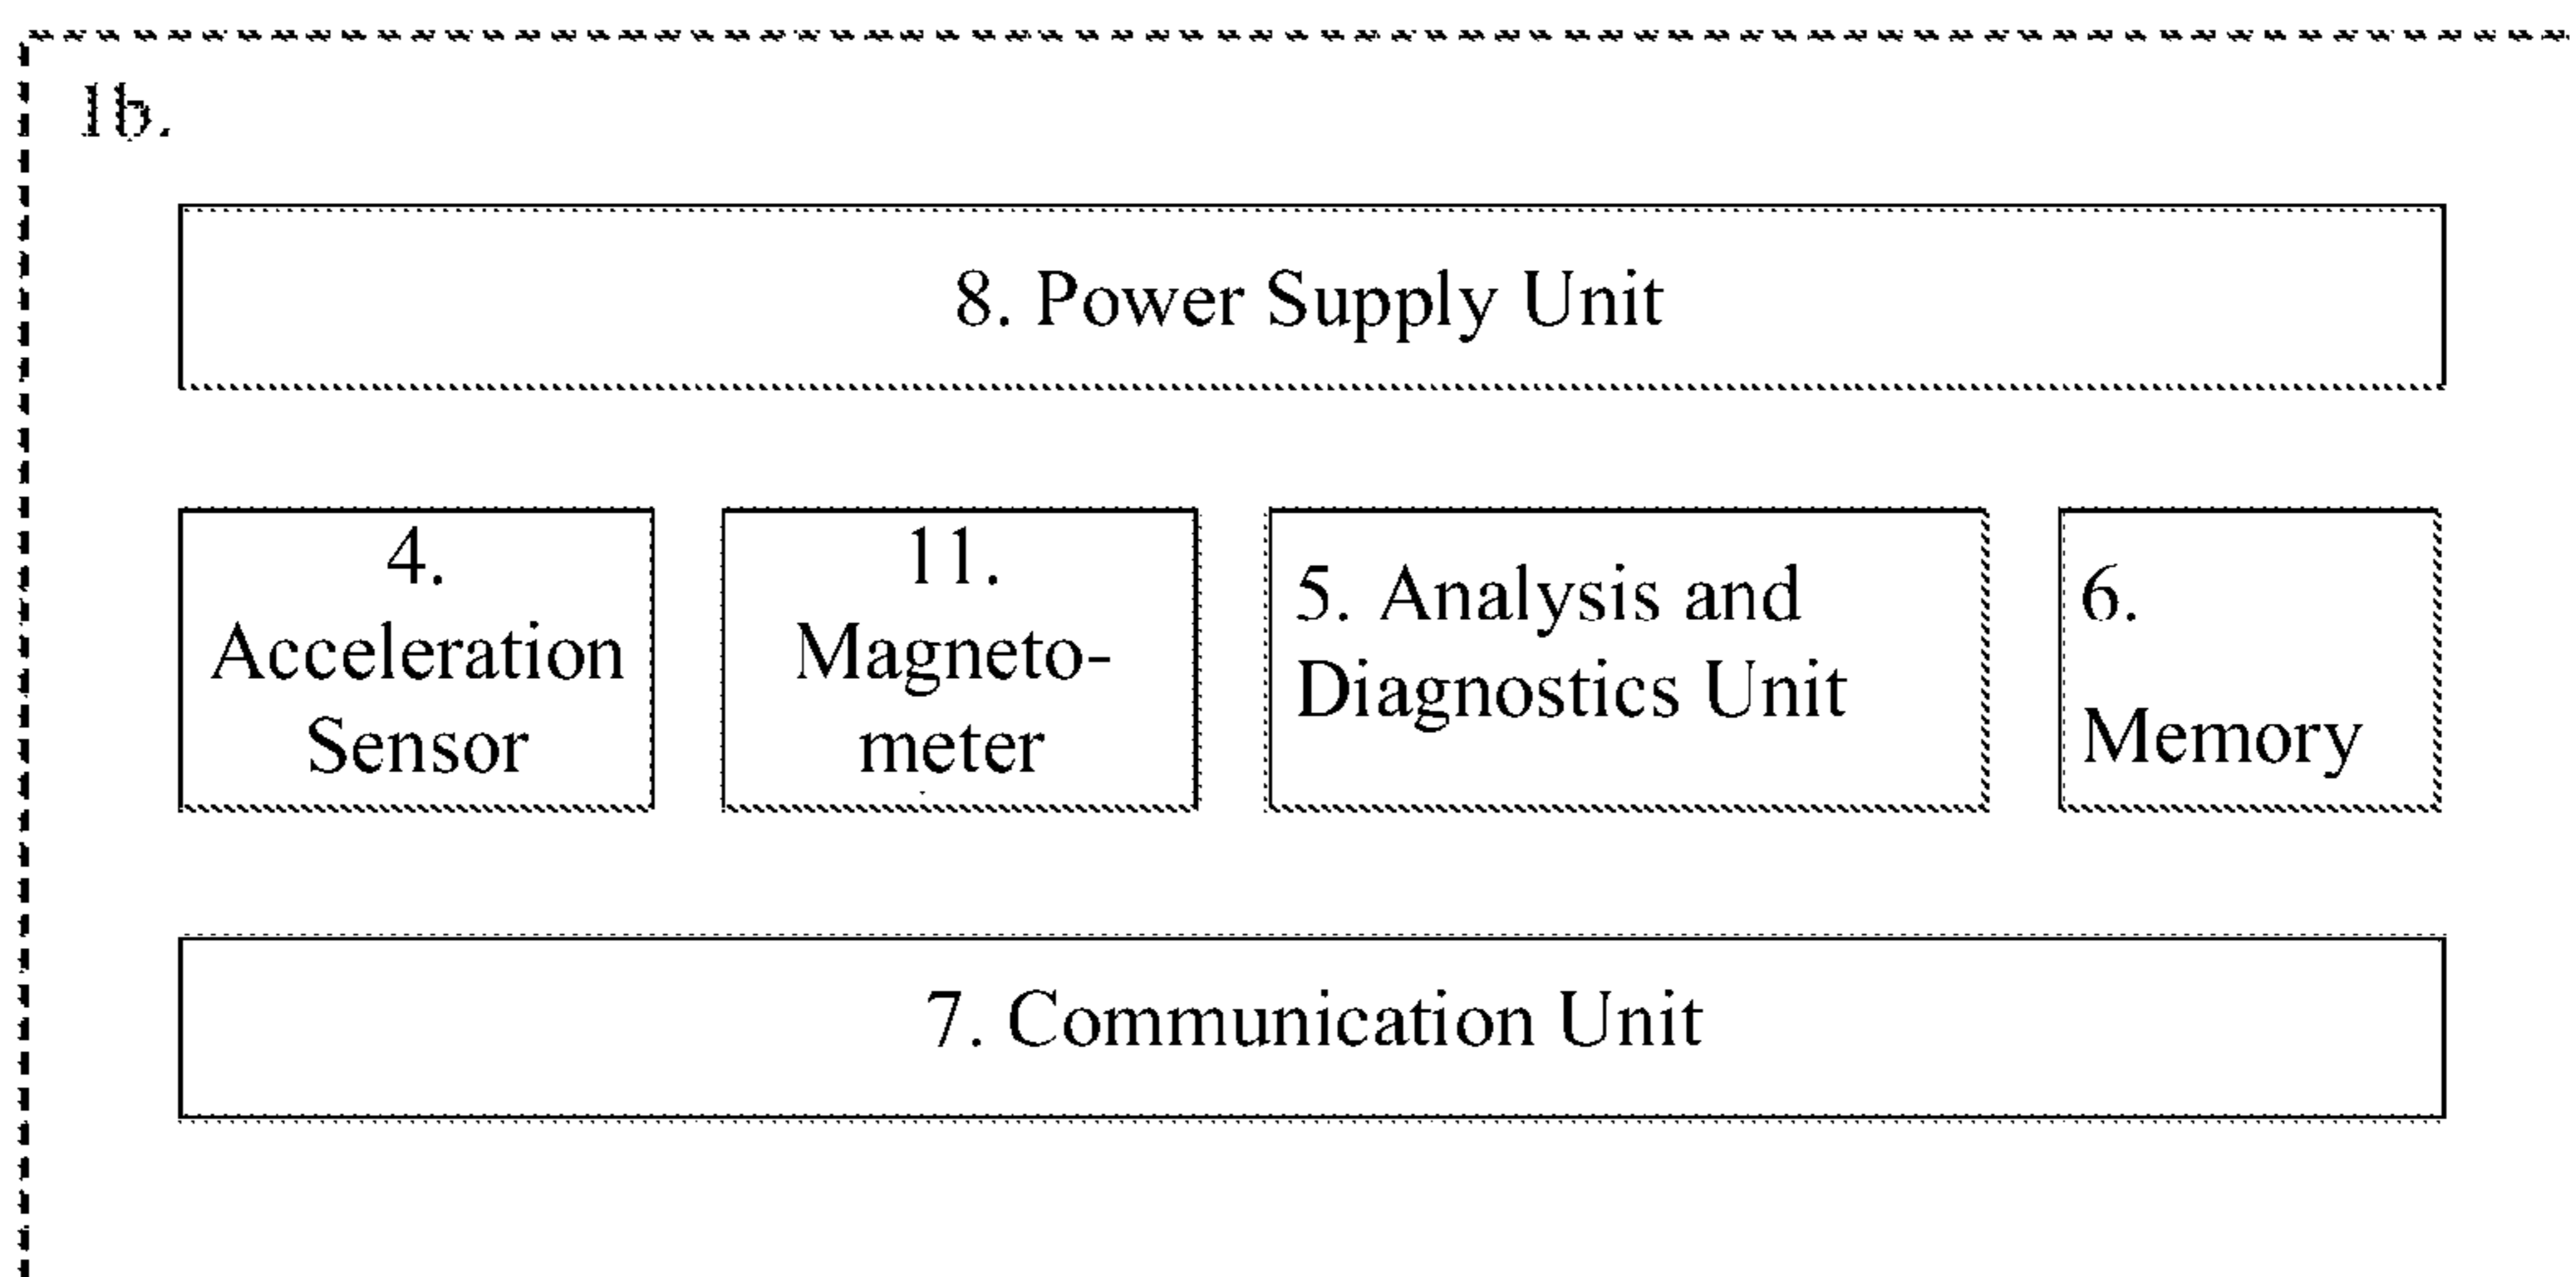 1b.
8. Power Supply Unit
4.
Acceleration
Sensor
11.
Magneto-
meter
5. Analysis and
Diagnostics Unit
6.
Memory
7. Communication Unit